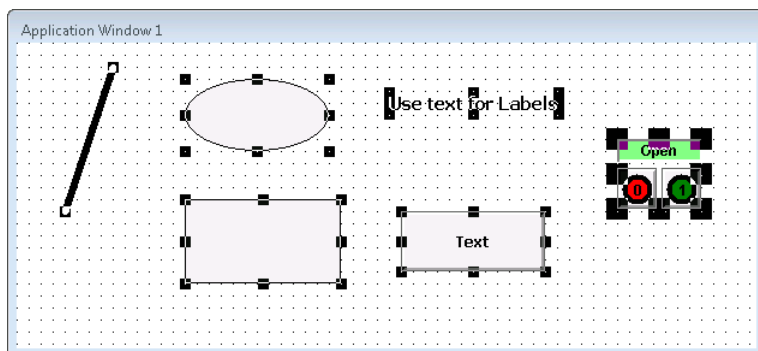 Application Window 1
Use text for Labels
Open
0 1
Text